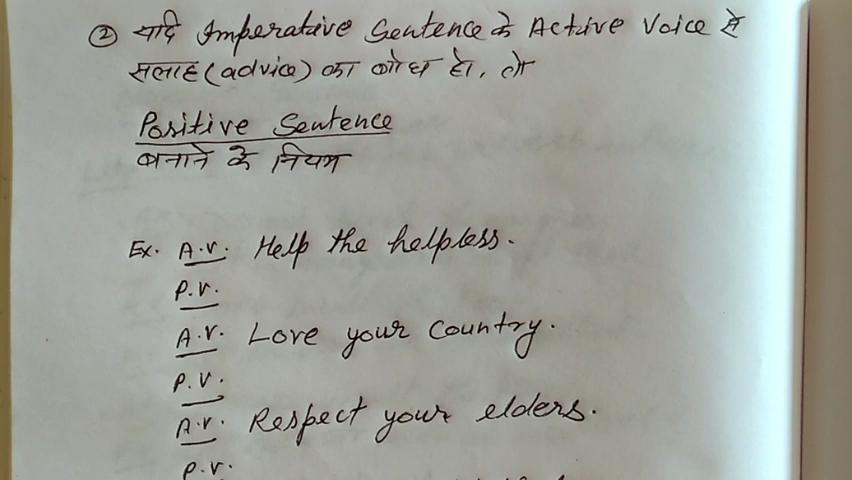 ② यदि Imperative Sentence के Active Voice से
सलाह (advice) का बोध हो, तो
Positive Sentence
बनाने के नियम
Ex. A.V. Help the helpless.
P.V.
A.V. Love your country.
P.V.
A.V. Respect your elders.
P.V.